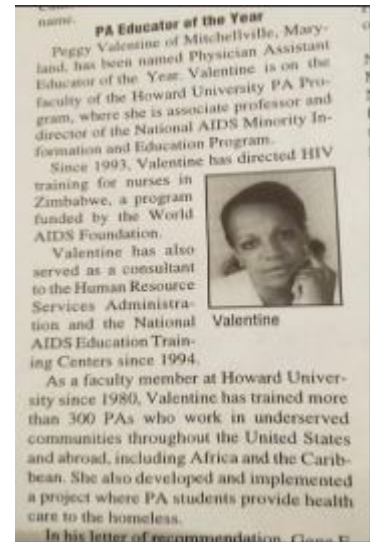 name.
PA Educator of the Year
Peggy Valentine of Mischellville, Mary-
land, has been named Physician Assistant
Educator of the Year. Valentine is on the
faculty of the Howard University PA Pro-
gram, where she is associate professor and
director of the National AIDS Minority In-
formation and Education Program.
Since 1993, Valentine has directed HIV
training for nurses in
Zimbabwe, a program
funded by the World
AIDS Foundation.
Valentine has also
served as a consultant
to the Human Resource
Services Administra-
tion and the National
AIDS Education Train-
ing Centers since 1994.
Valentine
As a faculty member at Howard Univer-
sity since 1980, Valentine has trained more
than 300 PAs who work in underserved
communities throughout the United States
and abroad, including Africa and the Carib-
bean. She also developed and implemented
a project where PA students provide health
care to the homeless.
In his letter of recommendation, Gene